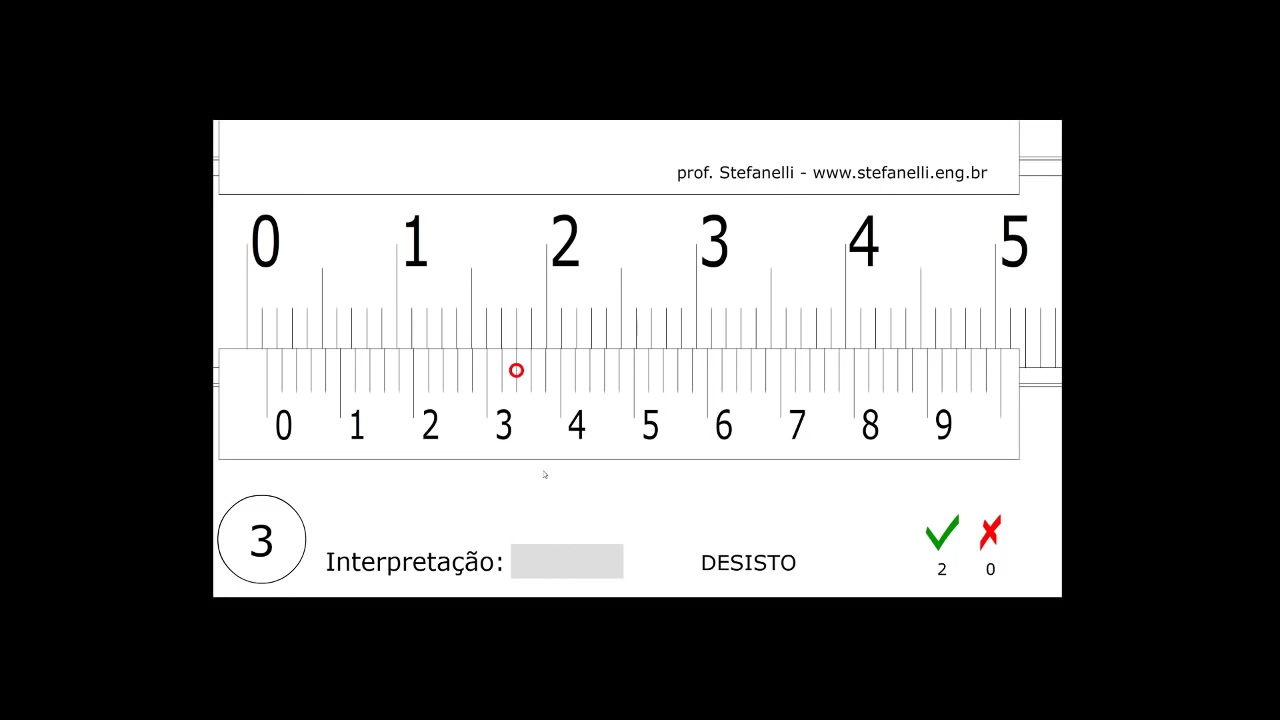 prof. Stefanelli - www.stefanelli.eng.br
0 1 2 3 4 5
0 1 2 3 4 5 6 7 8 9
3
Interpretação:
DESISTO
2 0